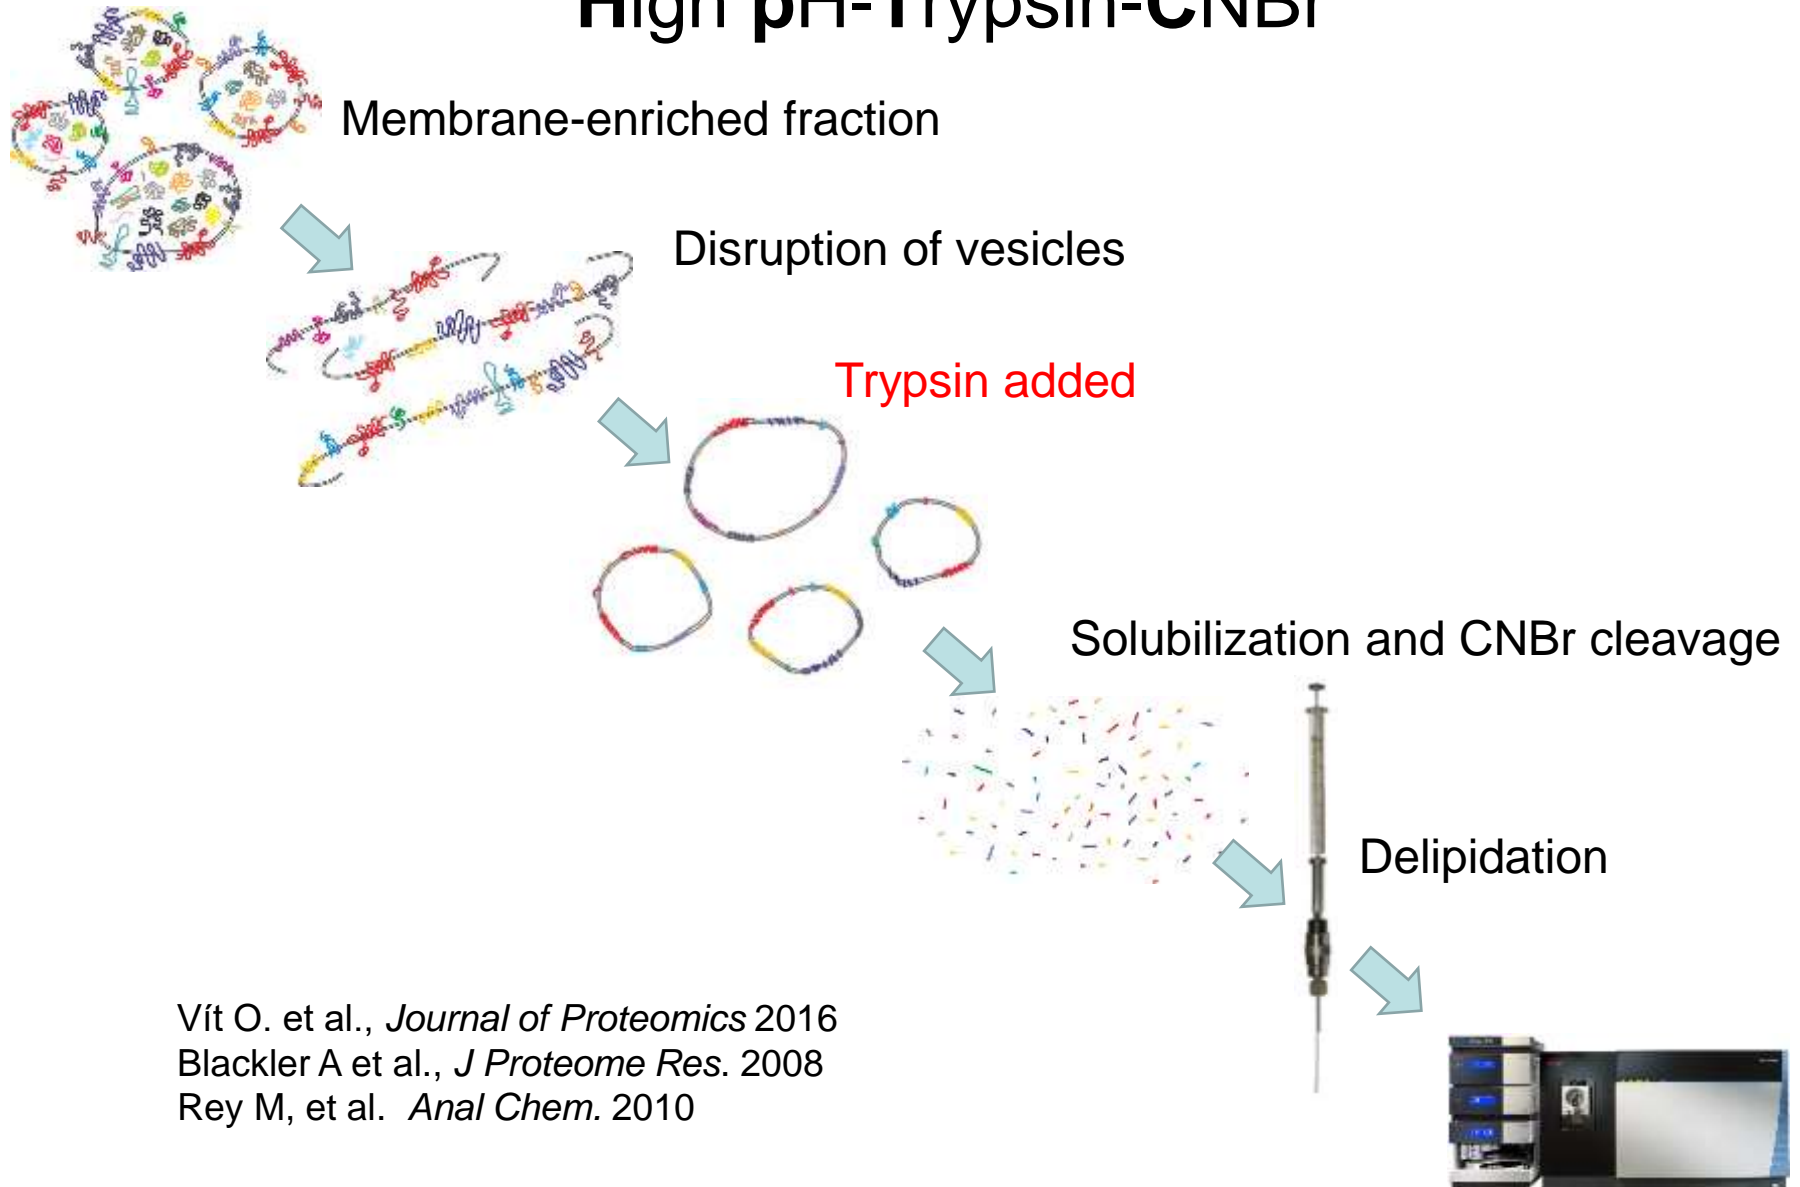 High pH-Trypsin-CNBr
Membrane-enriched fraction
Disruption of vesicles
Trypsin added
Solubilization and CNBr cleavage
Delipidation
Vít O. et al., Journal of Proteomics 2016
Blackler A et al., J Proteome Res. 2008
Rey M, et al. Anal Chem. 2010